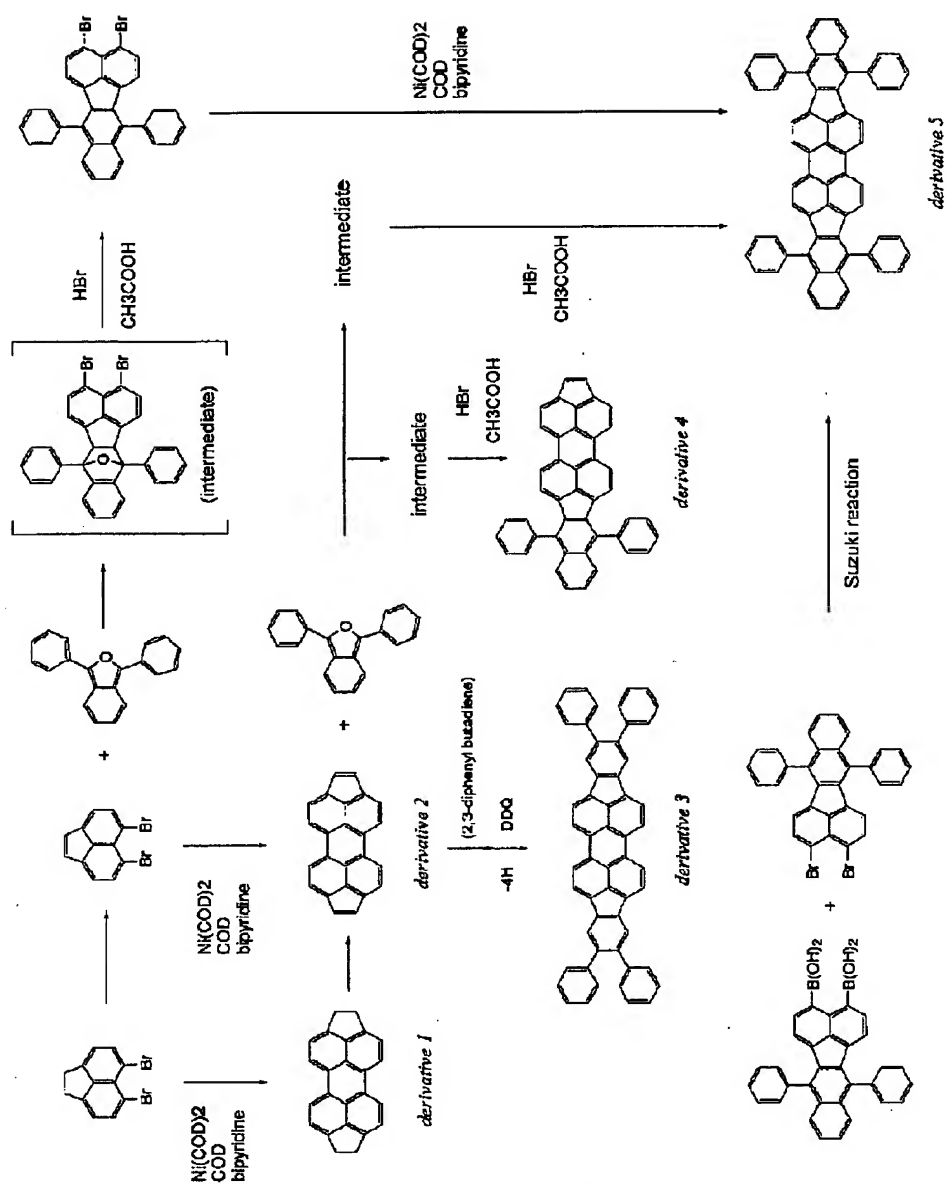 Br
Br
HBr
CH3COOH
Br
Br
O
(intermediate)
O
+
Br
Br
Br
Br
Ni(COD)2
COD
bipyridine
Ni(COD)2
COD
bipyridine
Ni(COD)2
COD
bipyridine
derivative 1
derivative 2
+
O
intermediate
intermediate
HBr
CH3COOH
HBr
CH3COOH
derivative 4
(2,3-diphenyl butadiene)
DDQ
-4H
derivative 3
B(OH)2
B(OH)2
+
Br
Br
Suzuki reaction
derivative 5